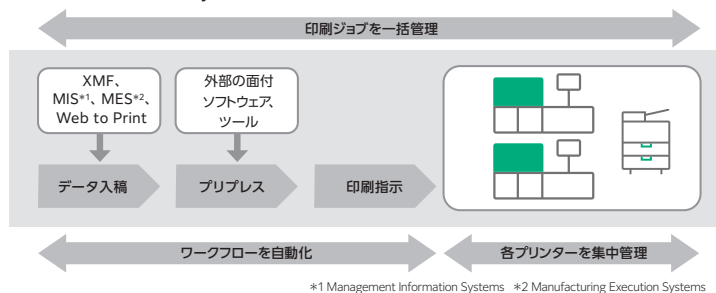 印刷ジョブを一括管理
XMF、
MIS*1、MES*2、
Web to Print
外部の面付
ソフトウェア、
ツール
データ入稿
プリプレス
印刷指示
ワークフローを自動化
各プリンターを集中管理
*1 Management Information Systems *2 Manufacturing Execution Systems